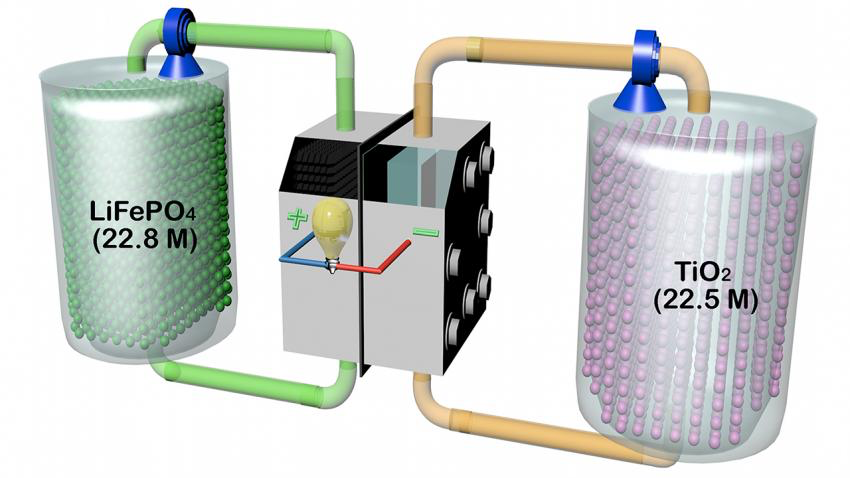 LiFePO4
(22.8 M)
+
−
TiO2
(22.5 M)